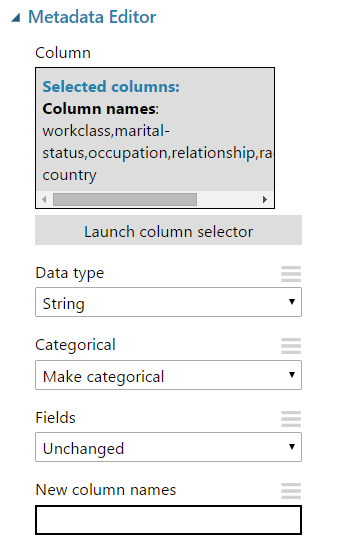 Metadata Editor
Column
Selected columns:
Column names:
workclass,marital-
status,occupation,relationship,
country
Launch column selector
Data type
String
Categorical
Make categorical
Fields
Unchanged
New column names